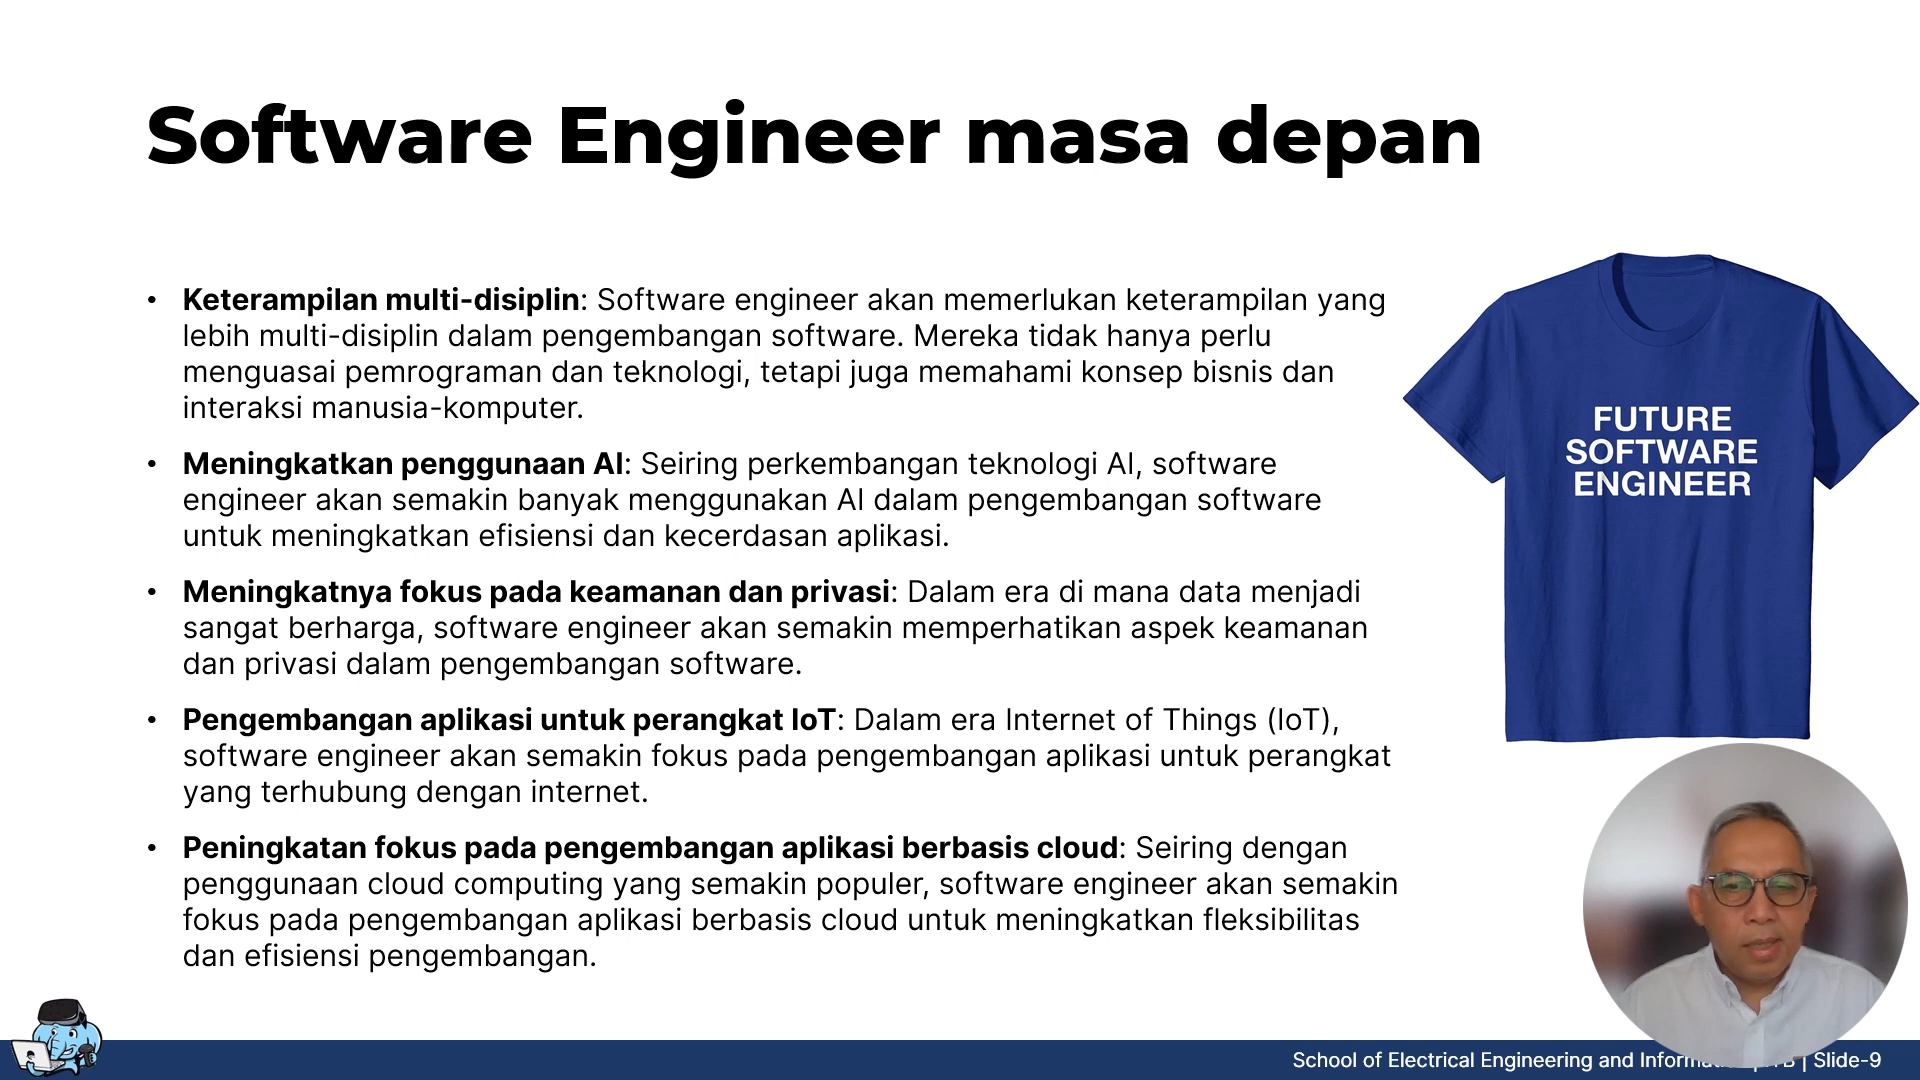 Software Engineer masa depan
• Keterampilan multi-disiplin: Software engineer akan memerlukan keterampilan yang
lebih multi-disiplin dalam pengembangan software. Mereka tidak hanya perlu
menguasai pemrograman dan teknologi, tetapi juga memahami konsep bisnis dan
interaksi manusia-komputer.
• Meningkatkan penggunaan AI: Seiring perkembangan teknologi AI, software
engineer akan semakin banyak menggunakan AI dalam pengembangan software
untuk meningkatkan efisiensi dan kecerdasan aplikasi.
• Meningkatnya fokus pada keamanan dan privasi: Dalam era di mana data menjadi
sangat berharga, software engineer akan semakin memperhatikan aspek keamanan
dan privasi dalam pengembangan software.
• Pengembangan aplikasi untuk perangkat IoT: Dalam era Internet of Things (IoT),
software engineer akan semakin fokus pada pengembangan aplikasi untuk perangkat
yang terhubung dengan internet.
• Peningkatan fokus pada pengembangan aplikasi berbasis cloud: Seiring dengan
penggunaan cloud computing yang semakin populer, software engineer akan semakin
fokus pada pengembangan aplikasi berbasis cloud untuk meningkatkan fleksibilitas
dan efisiensi pengembangan.
FUTURE
SOFTWARE
ENGINEER
School of Electrical Engineering and | Slide-9